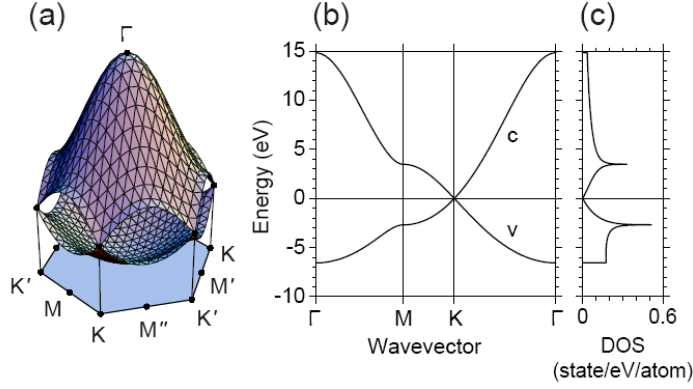 (a)
Γ
K
M′
K′
M″
K
M
K′
(b)
15
10
5
0
-5
-10
Energy (eV)
c
v
Γ
M
K
Γ
Wavevector
(c)
0
0.6
DOS
(state/eV/atom)